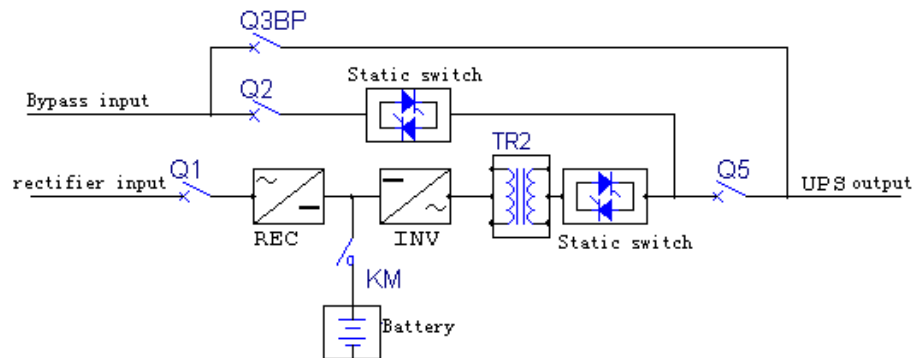 Q3BP
Static switch
Q2
Bypass input
TR2
Q1
Q5
rectifier input
UPS output
REC
INV
Static switch
KM
Battery